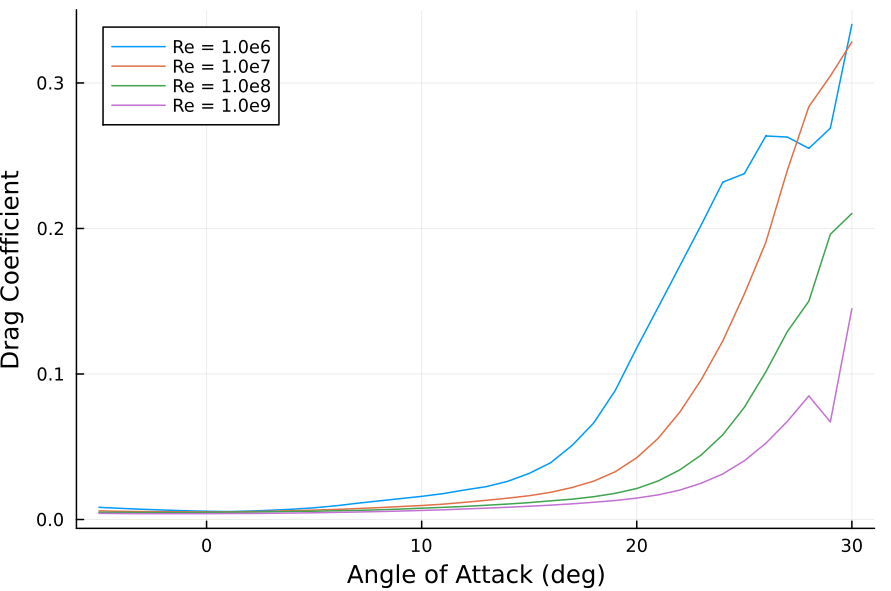 Re = 1.0e6
Re = 1.0e7
Re = 1.0e8
Re = 1.0e9
0.3
0.2
0.1
0.0
Drag Coefficient
0 10 20 30
Angle of Attack (deg)